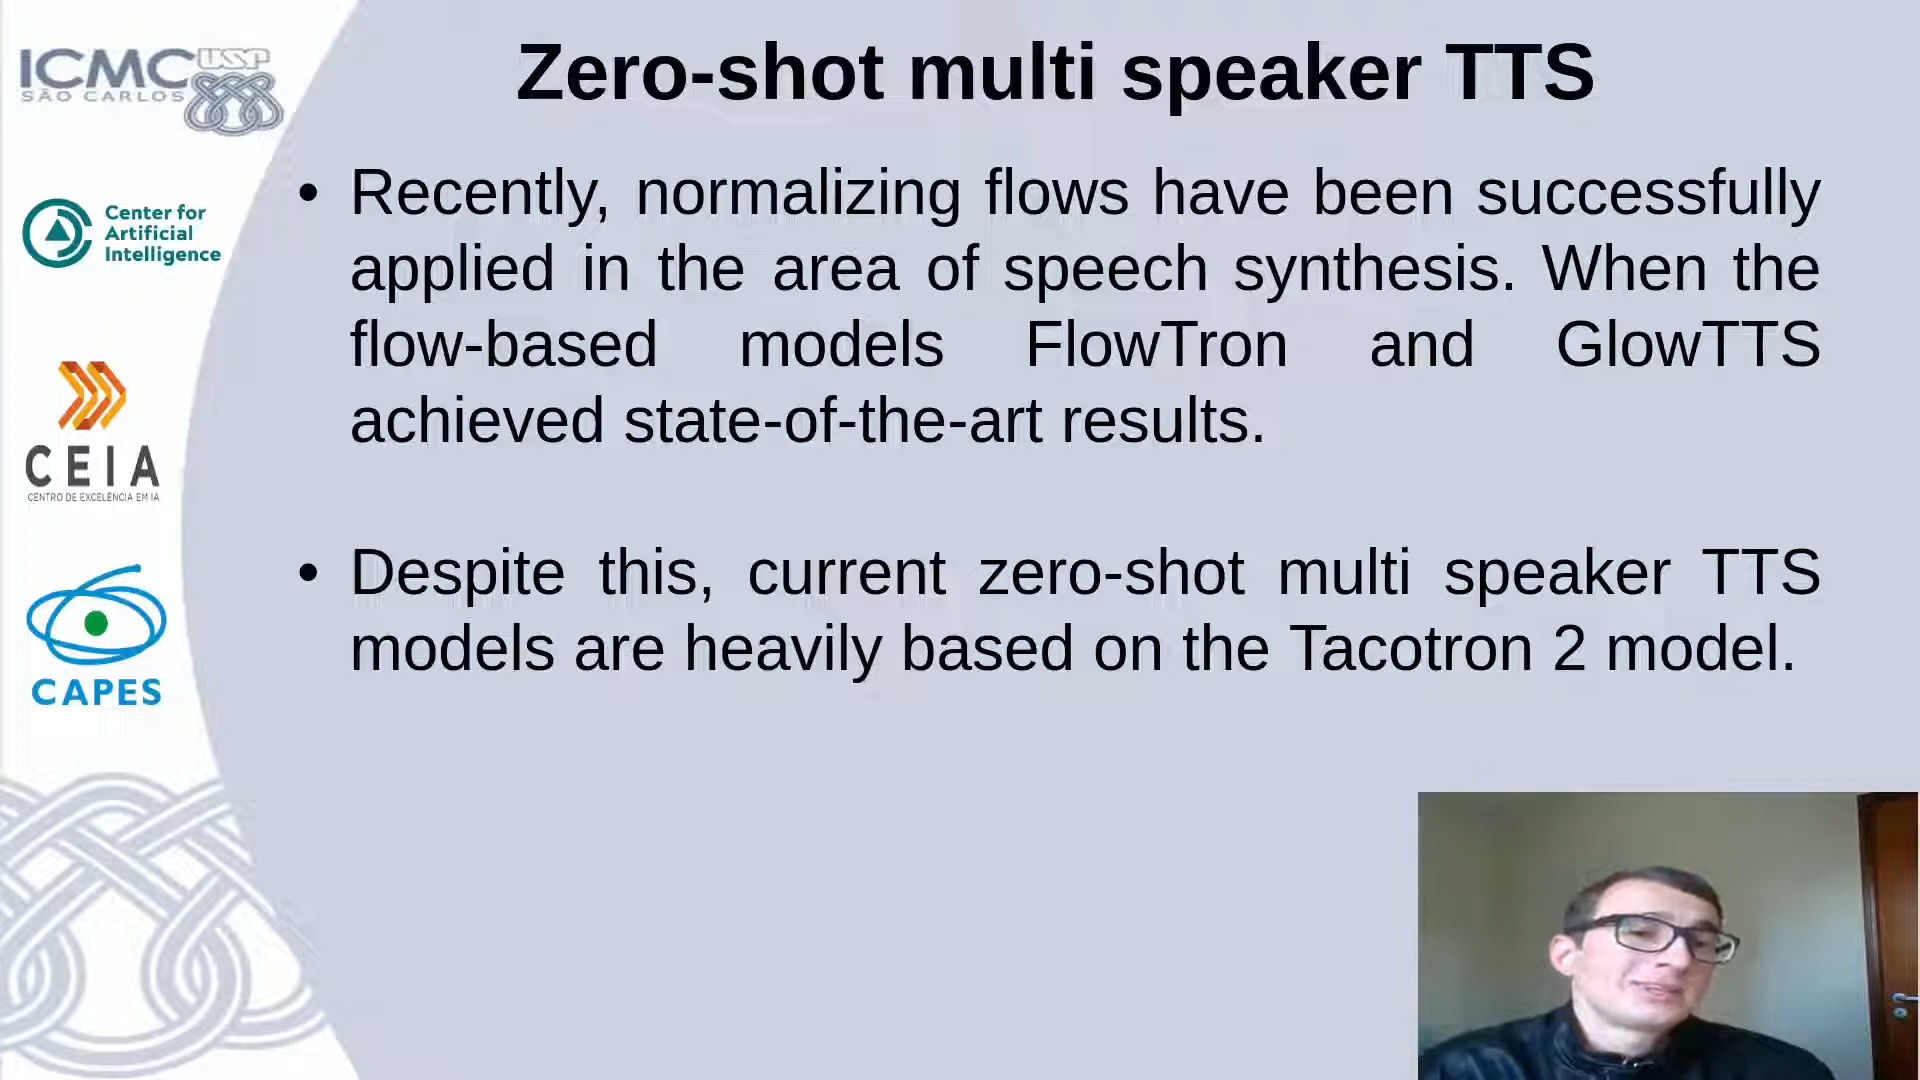 Zero-shot multi speaker TTS
ICMC USP
SÃO CARLOS
Center for
Artificial
Intelligence
CEIA
CENTRO DE EXCELÊNCIA EM IA
CAPES
• Recently, normalizing flows have been successfully
applied in the area of speech synthesis. When the
flow-based models FlowTron and GlowTTS
achieved state-of-the-art results.
• Despite this, current zero-shot multi speaker TTS
models are heavily based on the Tacotron 2 model.